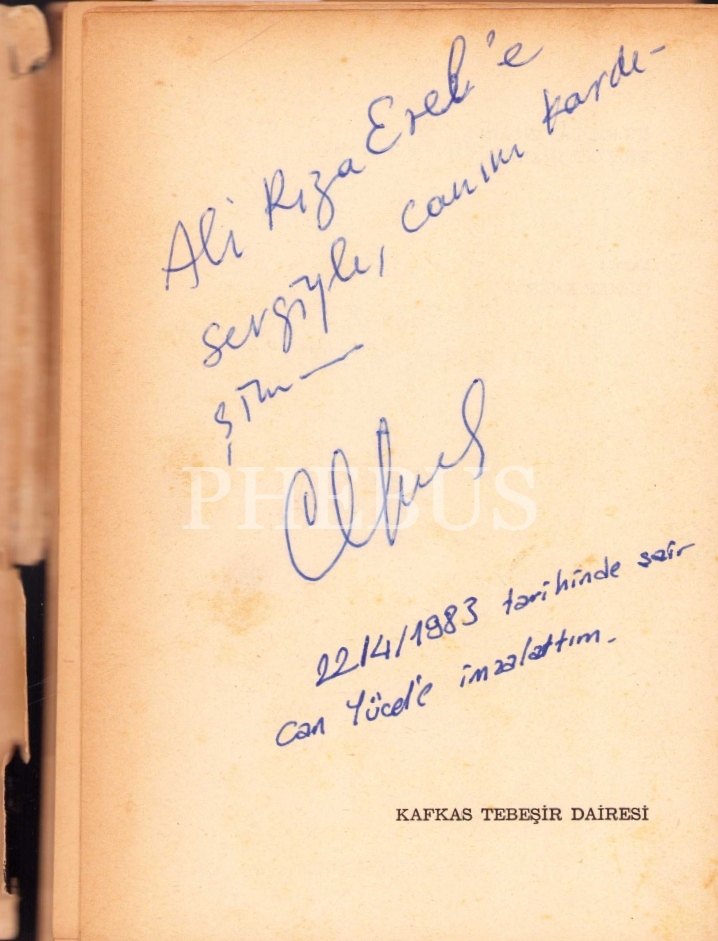 Ali Rıza Erel'e
sevgiyle, canım karde-
şim—
PHEBUS
22/4/1983 tarihinde şair
Can Yücel'e imzalattım.
KAFKAS TEBEŞİR DAİRESİ